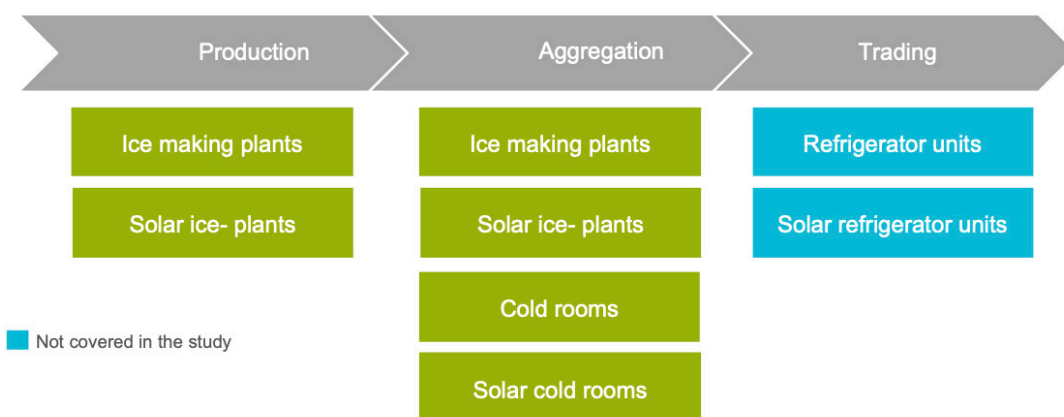 Production
Aggregation
Trading
Ice making plants
Ice making plants
Refrigerator units
Solar ice- plants
Solar ice- plants
Solar refrigerator units
Cold rooms
Not covered in the study
Solar cold rooms